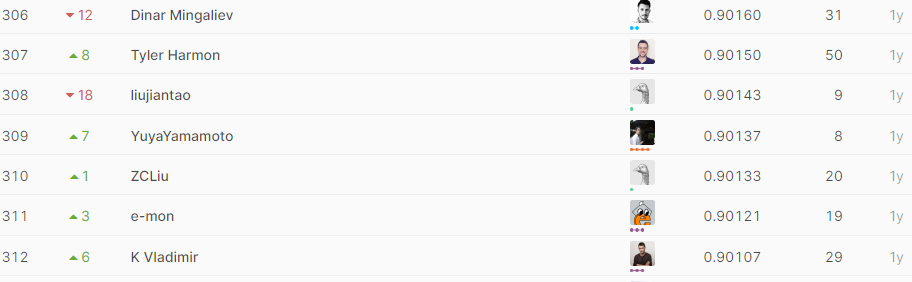 306 12 Dinar Mingaliev 0.90160 31 1y
307 8 Tyler Harmon 0.90150 50 1y
308 18 liujiantao 0.90143 9 1y
309 7 YuyaYamamoto 0.90137 8 1y
310 1 ZCLiu 0.90133 20 1y
311 3 e-mon 0.90121 19 1y
312 6 K Vladimir 0.90107 29 1y